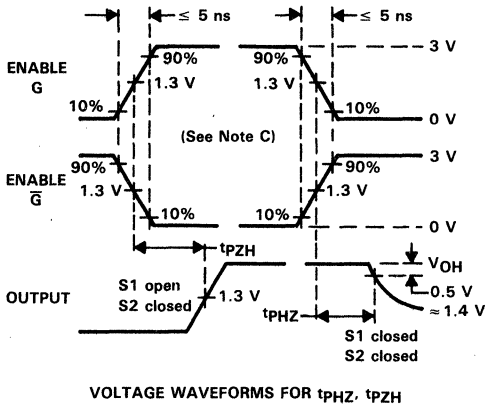 ≤ 5 ns ≤ 5 ns
ENABLE G
90% 90% 3 V
1.3 V 1.3 V
10% 10% 0 V
(See Note C)
ENABLE G̅
90% 90% 3 V
1.3 V 1.3 V
10% 10% 0 V
tPZH
OUTPUT
S1 open
S2 closed
1.3 V
VOH
0.5 V
≈ 1.4 V
tPHZ
S1 closed
S2 closed
VOLTAGE WAVEFORMS FOR tPHZ, tPZH